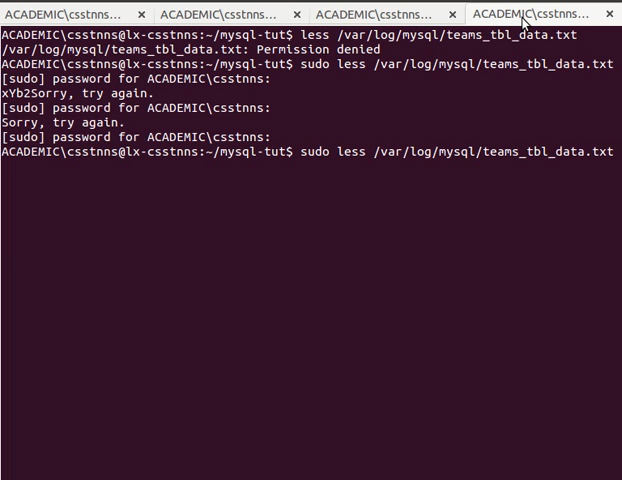 ACADEMIC\csstnns... × ACADEMIC\csstnns... × ACADEMIC\csstnns... × ACADEMIC\csstnns... ×
ACADEMIC\csstnns@lx-csstnns:~/mysql-tut$ less /var/log/mysql/teams_tbl_data.txt
/var/log/mysql/teams_tbl_data.txt: Permission denied
ACADEMIC\csstnns@lx-csstnns:~/mysql-tut$ sudo less /var/log/mysql/teams_tbl_data.txt
[sudo] password for ACADEMIC\csstnns:
xYb2Sorry, try again.
[sudo] password for ACADEMIC\csstnns:
Sorry, try again.
[sudo] password for ACADEMIC\csstnns:
ACADEMIC\csstnns@lx-csstnns:~/mysql-tut$ sudo less /var/log/mysql/teams_tbl_data.txt